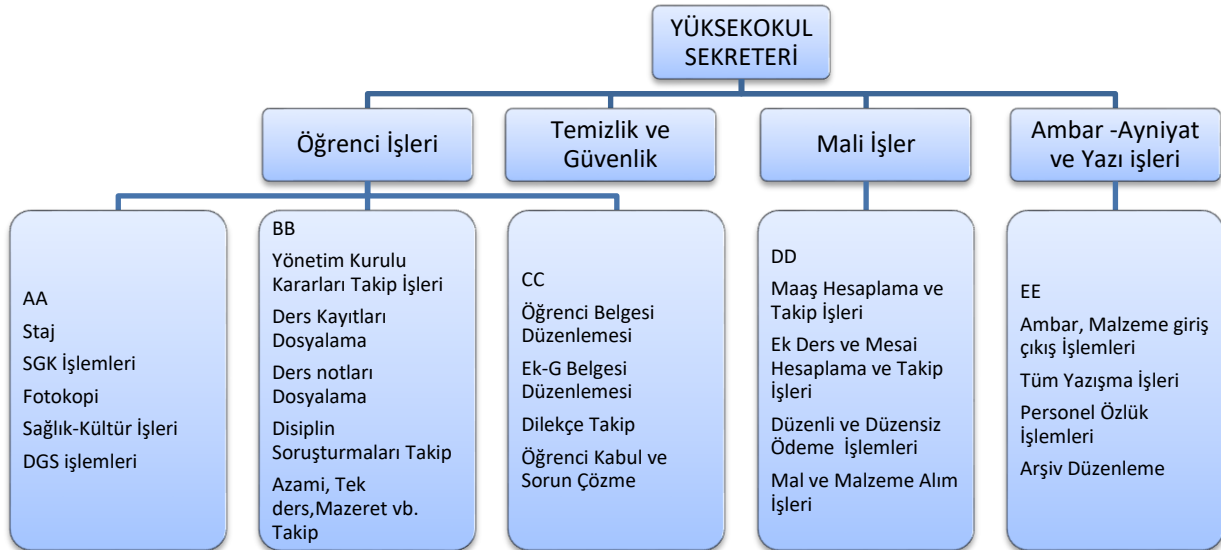 YÜKSEKOKUL
SEKRETERİ
Öğrenci İşleri
Temizlik ve
Güvenlik
Mali İşler
Ambar -Ayniyat
ve Yazı işleri
AA
Staj
SGK İşlemleri
Fotokopi
Sağlık-Kültür İşleri
DGS işlemleri
BB
Yönetim Kurulu
Kararları Takip İşleri
Ders Kayıtları
Dosyalama
Ders notları
Dosyalama
Disiplin
Soruşturmaları Takip
Azami, Tek
ders,Mazeret vb.
Takip
CC
Öğrenci Belgesi
Düzenlemesi
Ek-G Belgesi
Düzenlemesi
Dilekçe Takip
Öğrenci Kabul ve
Sorun Çözme
DD
Maaş Hesaplama ve
Takip İşleri
Ek Ders ve Mesai
Hesaplama ve Takip
İşleri
Düzenli ve Düzensiz
Ödeme  İşlemleri
Mal ve Malzeme Alım
İşleri
EE
Ambar, Malzeme giriş
çıkış İşlemleri
Tüm Yazışma İşleri
Personel Özlük
İşlemleri
Arşiv Düzenleme